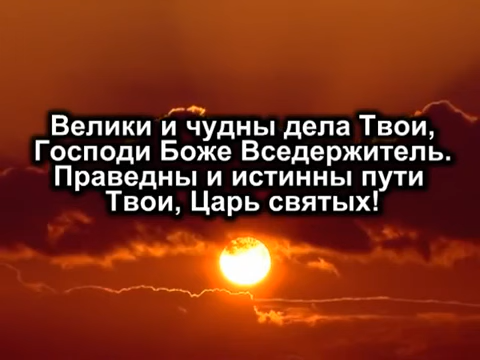 Велики и чудны дела Твои,
Господи Боже Вседержитель.
Праведны и истинны пути
Твои, Царь святых!